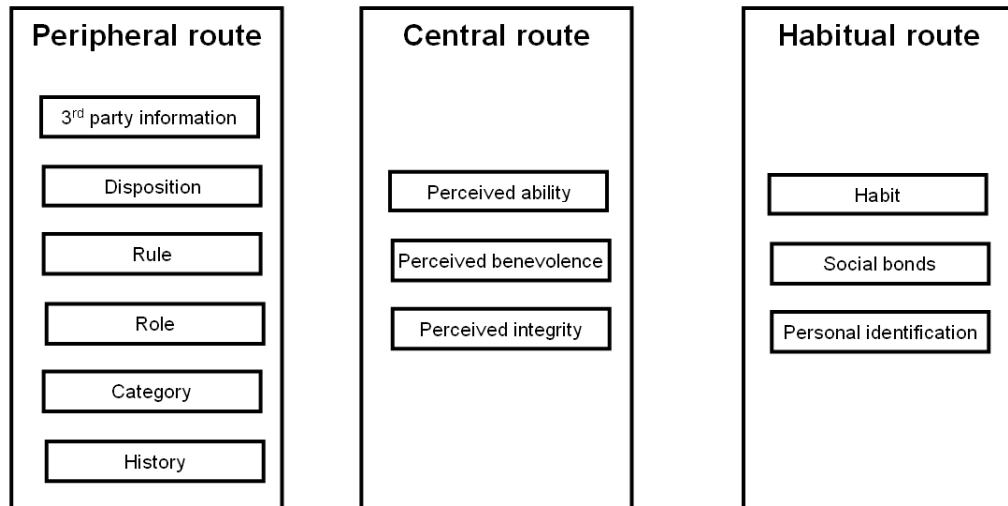 Peripheral route
3rd party information
Disposition
Rule
Role
Category
History
Central route
Perceived ability
Perceived benevolence
Perceived integrity
Habitual route
Habit
Social bonds
Personal identification